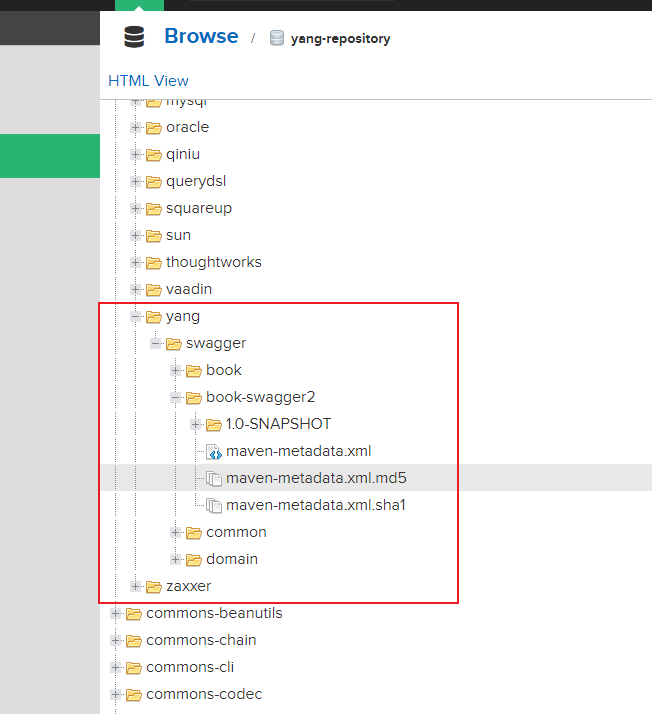 Browse / yang-repository
HTML View
mysql
oracle
qiniu
querydsl
squareup
sun
thoughtworks
vaadin
yang
swagger
book
book-swagger2
1.0-SNAPSHOT
maven-metadata.xml
maven-metadata.xml.md5
maven-metadata.xml.sha1
common
domain
zaxxer
commons-beanutils
commons-chain
commons-cli
commons-codec